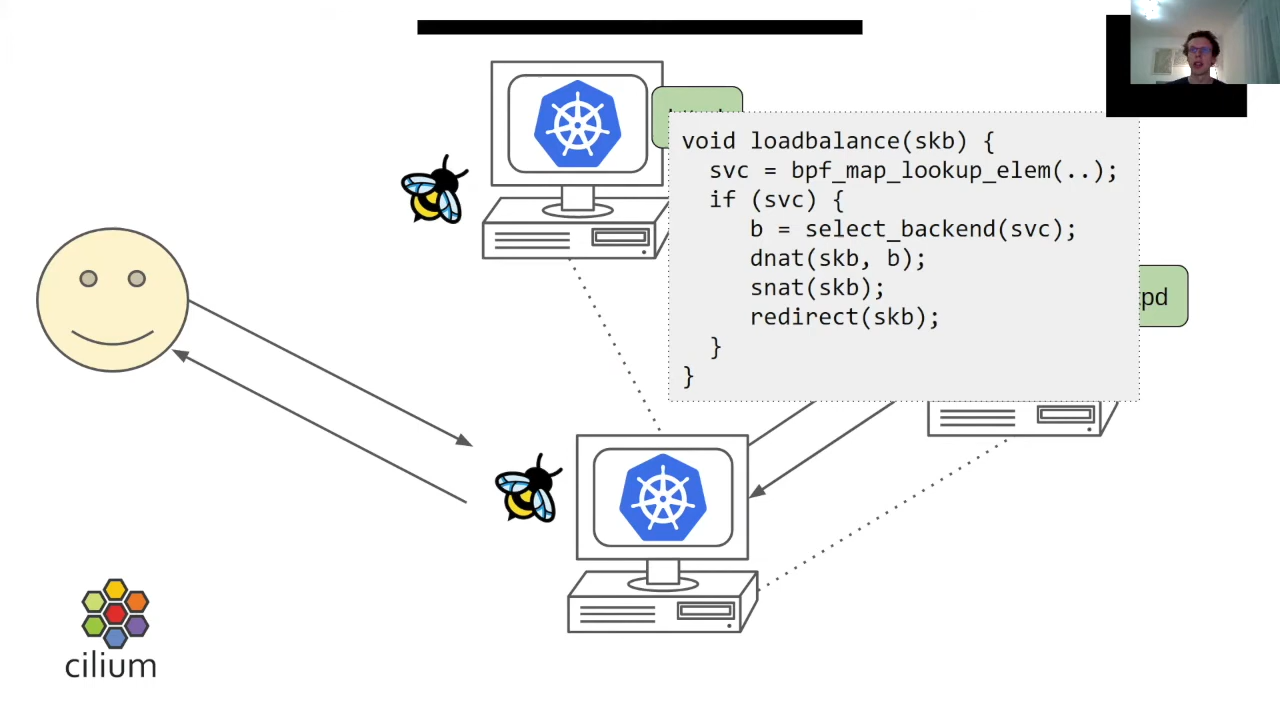 void loadbalance(skb) {
svc = bpf_map_lookup_elem(..);
if (svc) {
b = select_backend(svc);
dnat(skb, b);
snat(skb);
redirect(skb);
}
}
pd
cilium